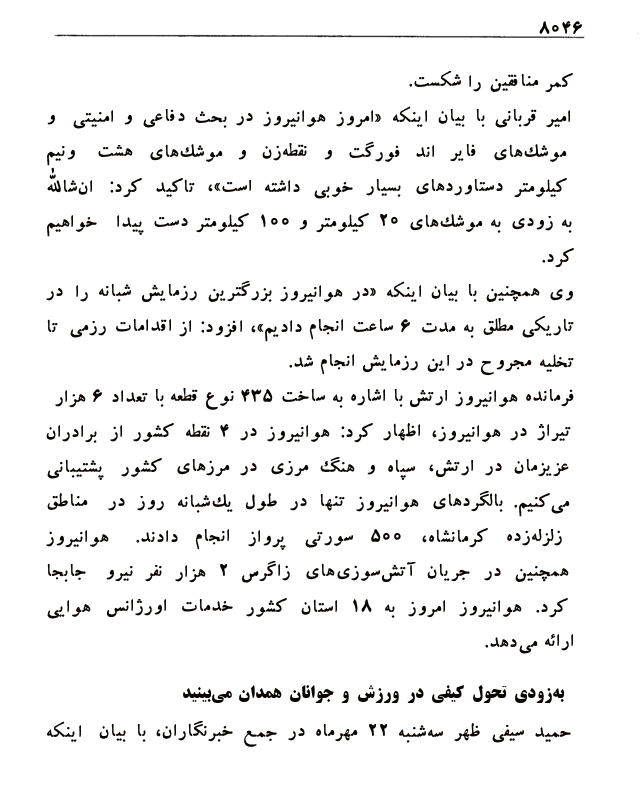 ۸۰۴۶
کمر منافقین را شکست.
امیر قربانی با بیان اینکه «امروز هوانیروز در بحث دفاعی و امنیتی و
موشك‌های فایر اند فورگت و نقطه‌زن و موشك‌های هشت ونیم
کیلومتر دستاوردهای بسیار خوبی داشته است»، تاکید کرد: ان‌شاالله
به زودی به موشك‌های ۲۰ کیلومتر و ۱۰۰ کیلومتر دست پیدا خواهیم
کرد.
وی همچنین با بیان اینکه «در هوانیروز بزرگترین رزمایش شبانه را در
تاریکی مطلق به مدت ۶ ساعت انجام دادیم»، افزود: از اقدامات رزمی تا
تخلیه مجروح در این رزمایش انجام شد.
فرمانده هوانیروز ارتش با اشاره به ساخت ۴۳۵ نوع قطعه با تعداد ۶ هزار
تیراژ در هوانیروز، اظهار کرد: هوانیروز در ۴ نقطه کشور از برادران
عزیزمان در ارتش، سپاه و هنگ مرزی در مرزهای کشور پشتیبانی
می‌کنیم. بالگردهای هوانیروز تنها در طول یك‌شبانه روز در مناطق
زلزله‌زده کرمانشاه، ۵۰۰ سورتی پرواز انجام دادند. هوانیروز
همچنین در جریان آتش‌سوزی‌های زاگرس ۲ هزار نفر نیرو جابجا
کرد. هوانیروز امروز به ۱۸ استان کشور خدمات اورژانس هوایی
ارائه می‌دهد.
به‌زودی تحول کیفی در ورزش و جوانان همدان می‌بینید
حمید سیفی ظهر سه‌شنبه ۲۲ مهرماه در جمع خبرنگاران، با بیان اینکه